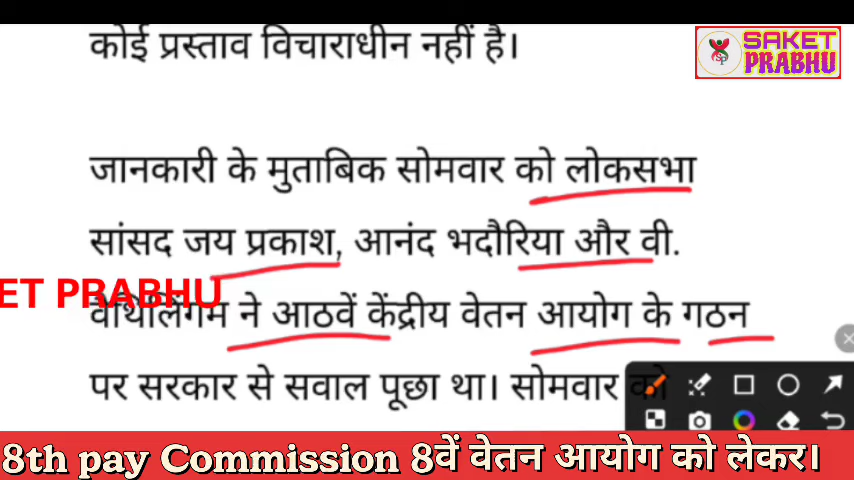 कोई प्रस्ताव विचाराधीन नहीं है।
SAKET
PRABHU
जानकारी के मुताबिक सोमवार को लोकसभा
सांसद जय प्रकाश, आनंद भदौरिया और वी.
ET PRABHU
वैथिलिंगम ने आठवें केंद्रीय वेतन आयोग के गठन
पर सरकार से सवाल पूछा था। सोमवार को
8th pay Commission 8वें वेतन आयोग को लेकर।